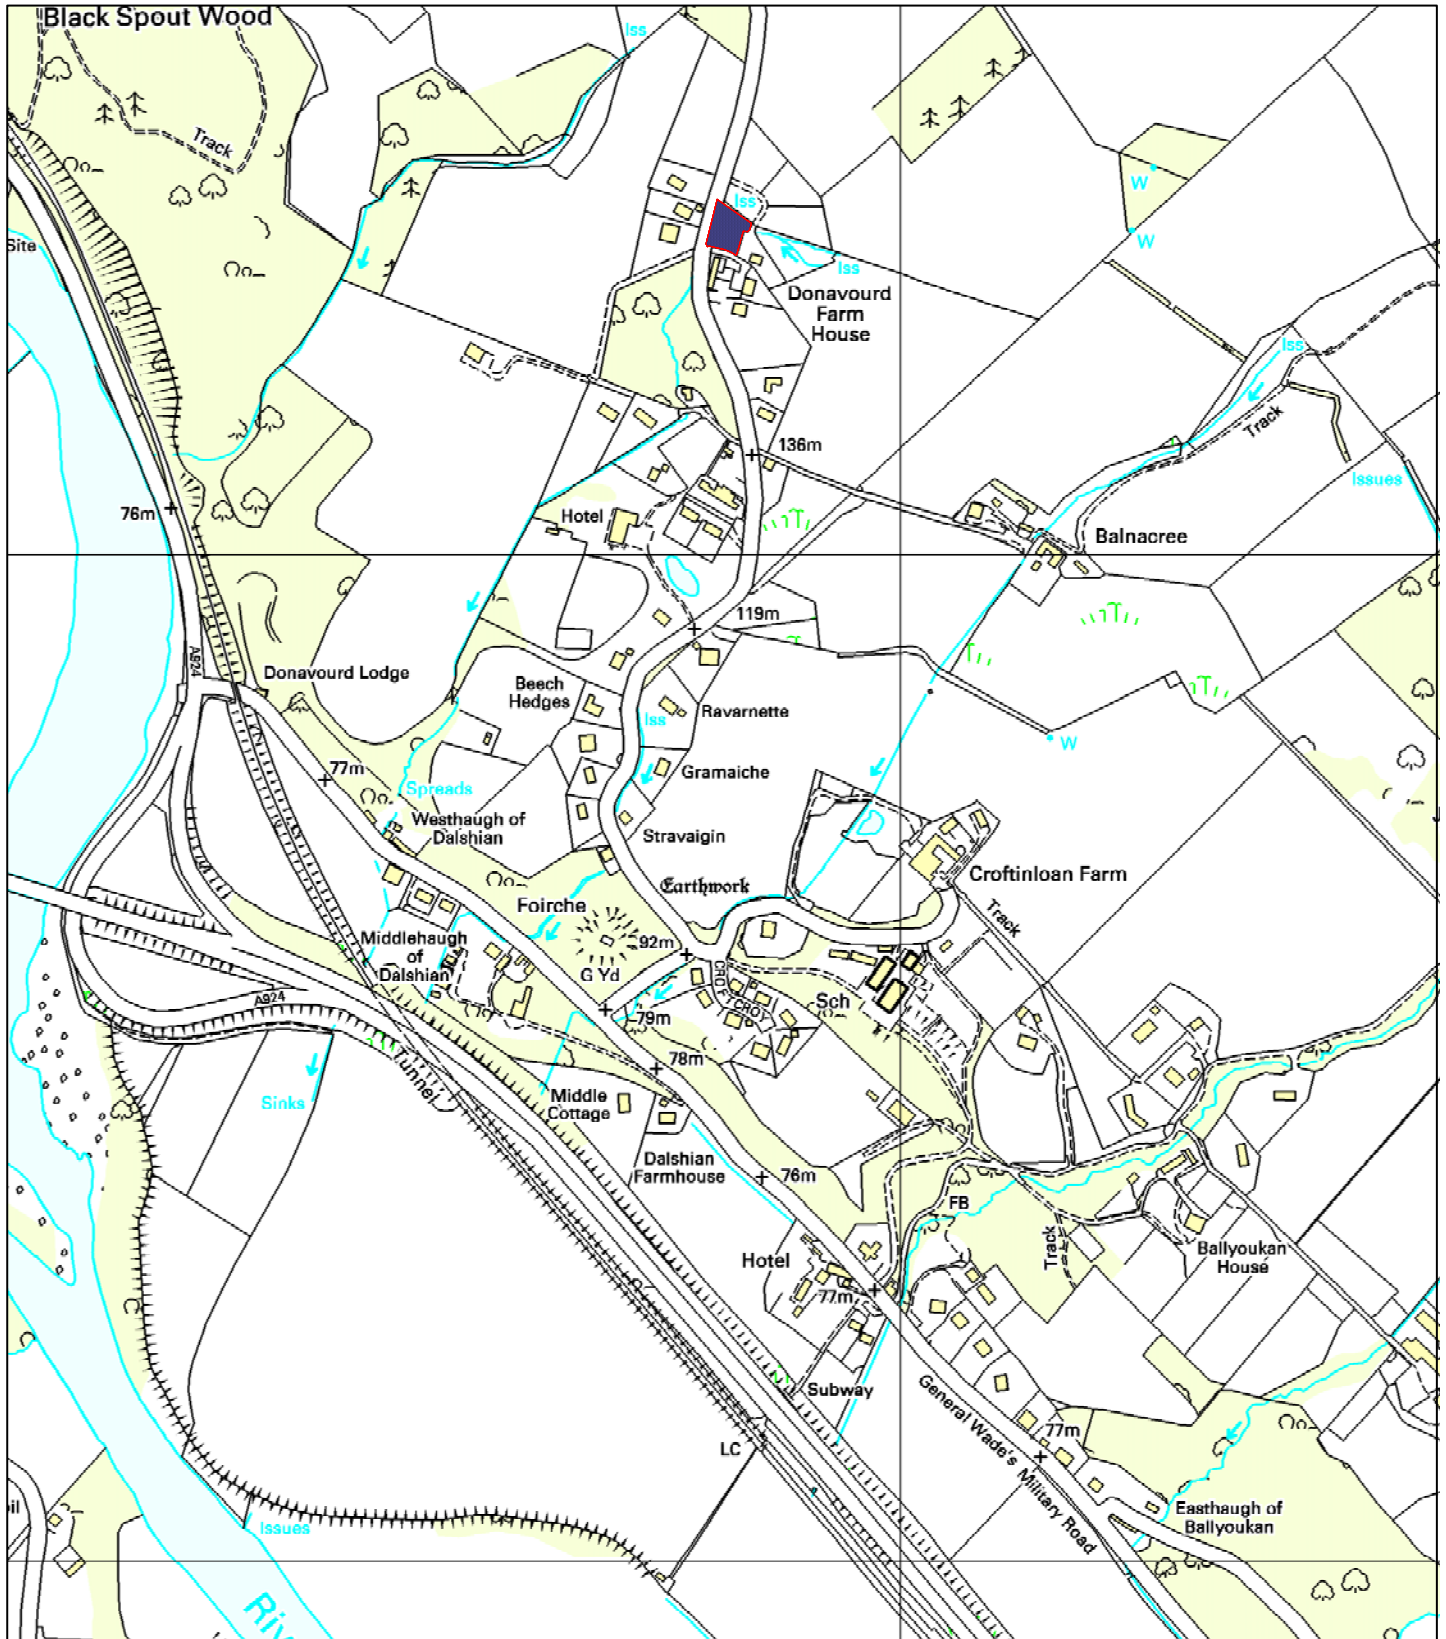 Black Spout Wood
Iss
Track
W
Iss
W
Site
Iss
Donavourd
Farm
House
Iss
Track
136m
Issues
76m
Hotel
Balnacree
119m
A924
Donavourd Lodge
Beech
Hedges
Iss
Ravarnette
W
77m
Gramaiche
Spreads
Westhaugh of
Dalshian
Stravaigin
Earthwork
Croftinloan Farm
Foirche
Track
Middlehaugh
of
Dalshian
92m
G Yd
CROFT CROY
Sch
A924
79m
Tunnel
78m
Sinks
Middle
Cottage
Dalshian
Farmhouse
76m
FB
Track
Hotel
Ballyoukan
House
77m
Subway
General Wade's Military Road
LC
77m
Easthaugh of
Ballyoukan
Issues